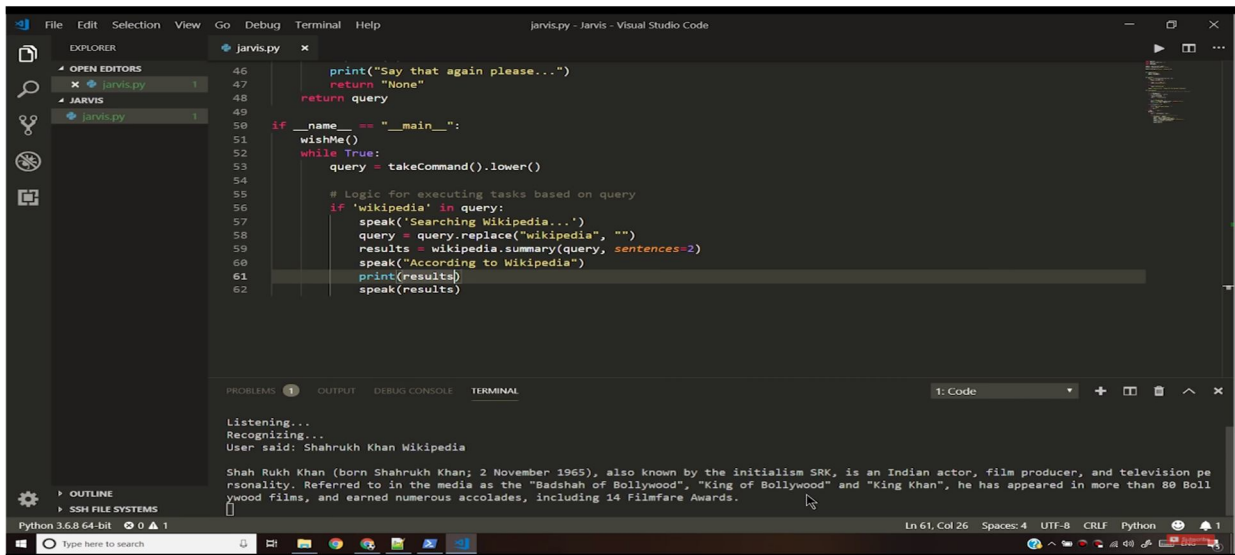 File Edit Selection View Go Debug Terminal Help jarvis.py - Jarvis - Visual Studio Code
EXPLORER
OPEN EDITORS
jarvis.py 1
JARVIS
jarvis.py 1
OUTLINE
SSH FILE SYSTEMS
jarvis.py
46 print("Say that again please...")
47 return "None"
48 return query
49
50 if __name__ == "__main__":
51 wishMe()
52 while True:
53 query = takeCommand().lower()
54
55 # Logic for executing tasks based on query
56 if 'wikipedia' in query:
57 speak('Searching Wikipedia...')
58 query = query.replace("wikipedia", "")
59 results = wikipedia.summary(query, sentences=2)
60 speak("According to Wikipedia")
61 print(results)
62 speak(results)
PROBLEMS 1 OUTPUT DEBUG CONSOLE TERMINAL 1: Code
Listening...
Recognizing...
User said: Shahrukh Khan Wikipedia
Shah Rukh Khan (born Shahrukh Khan; 2 November 1965), also known by the initialism SRK, is an Indian actor, film producer, and television pe
rsonality. Referred to in the media as the "Badshah of Bollywood", "King of Bollywood" and "King Khan", he has appeared in more than 80 Boll
ywood films, and earned numerous accolades, including 14 Filmfare Awards.
Python 3.6.8 64-bit 0 1 Ln 61, Col 26 Spaces: 4 UTF-8 CRLF Python 1
Type here to search